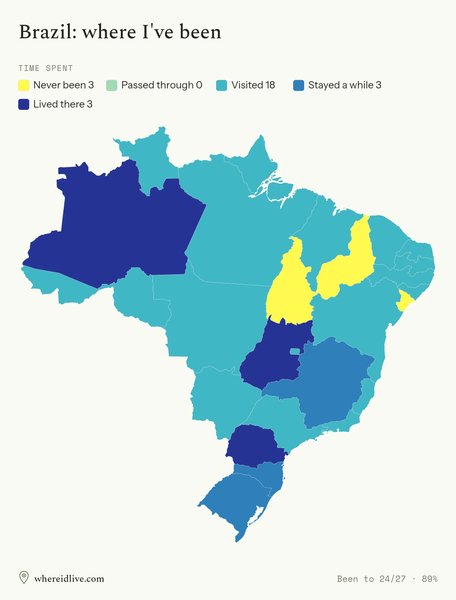 Brazil: where I've been
TIME SPENT
Never been 3 Passed through 0 Visited 18 Stayed a while 3
Lived there 3
whereidlive.com Been to 24/27 · 89%